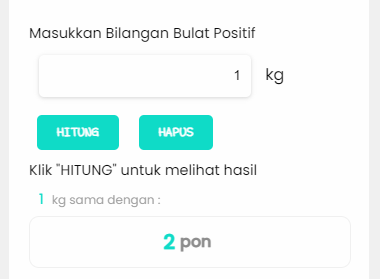 Masukkan Bilangan Bulat Positif
1 kg
HITUNG HAPUS
Klik "HITUNG" untuk melihat hasil
1 kg sama dengan :
2 pon